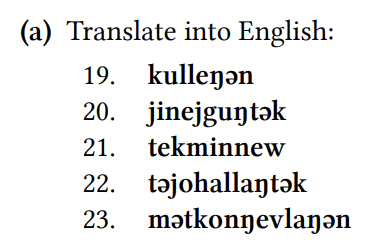 (a) Translate into English:
19. kulleŋən
20. jinejguŋtək
21. tekminnew
22. təjohallaŋtək
23. mətkonŋevlaŋən